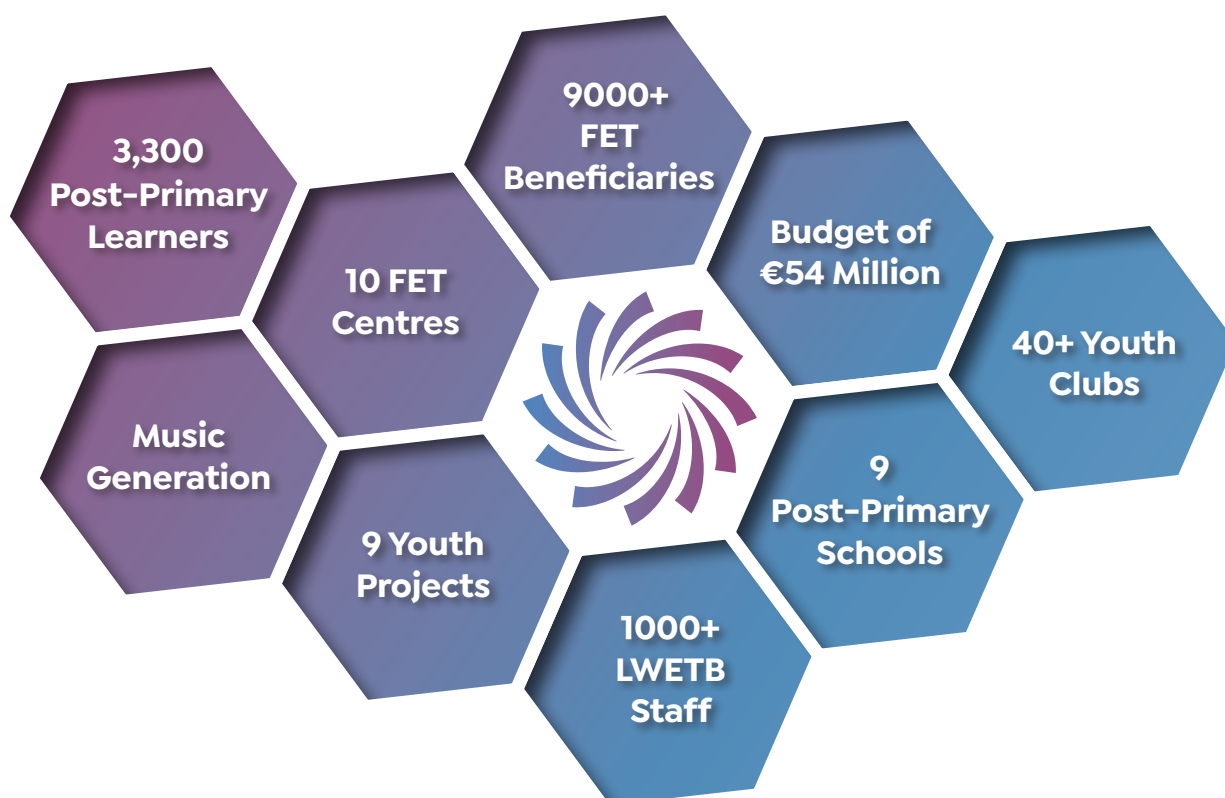 3,300
Post-Primary
Learners
9000+
FET
Beneficiaries
10 FET
Centres
Budget of
€54 Million
40+ Youth
Clubs
Music
Generation
9 Youth
Projects
9
Post-Primary
Schools
1000+
LWETB
Staff